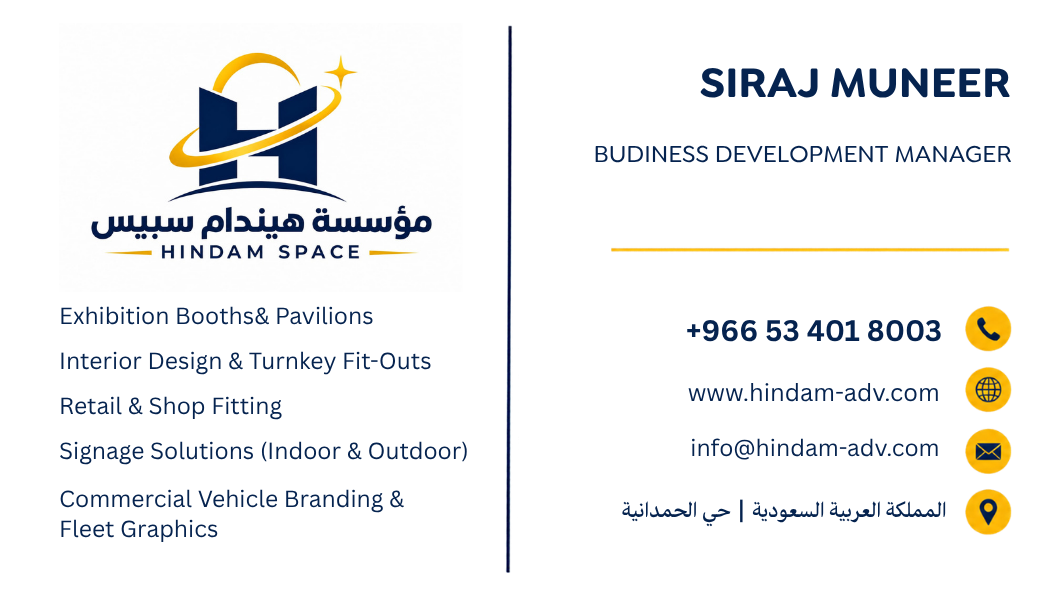 مؤسسة هيندام سبيس
HINDAM SPACE
Exhibition Booths& Pavilions
Interior Design & Turnkey Fit-Outs
Retail & Shop Fitting
Signage Solutions (Indoor & Outdoor)
Commercial Vehicle Branding &
Fleet Graphics
SIRAJ MUNEER
BUDINESS DEVELOPMENT MANAGER
+966 53 401 8003
www.hindam-adv.com
info@hindam-adv.com
المملكة العربية السعودية | حي الحمدانية